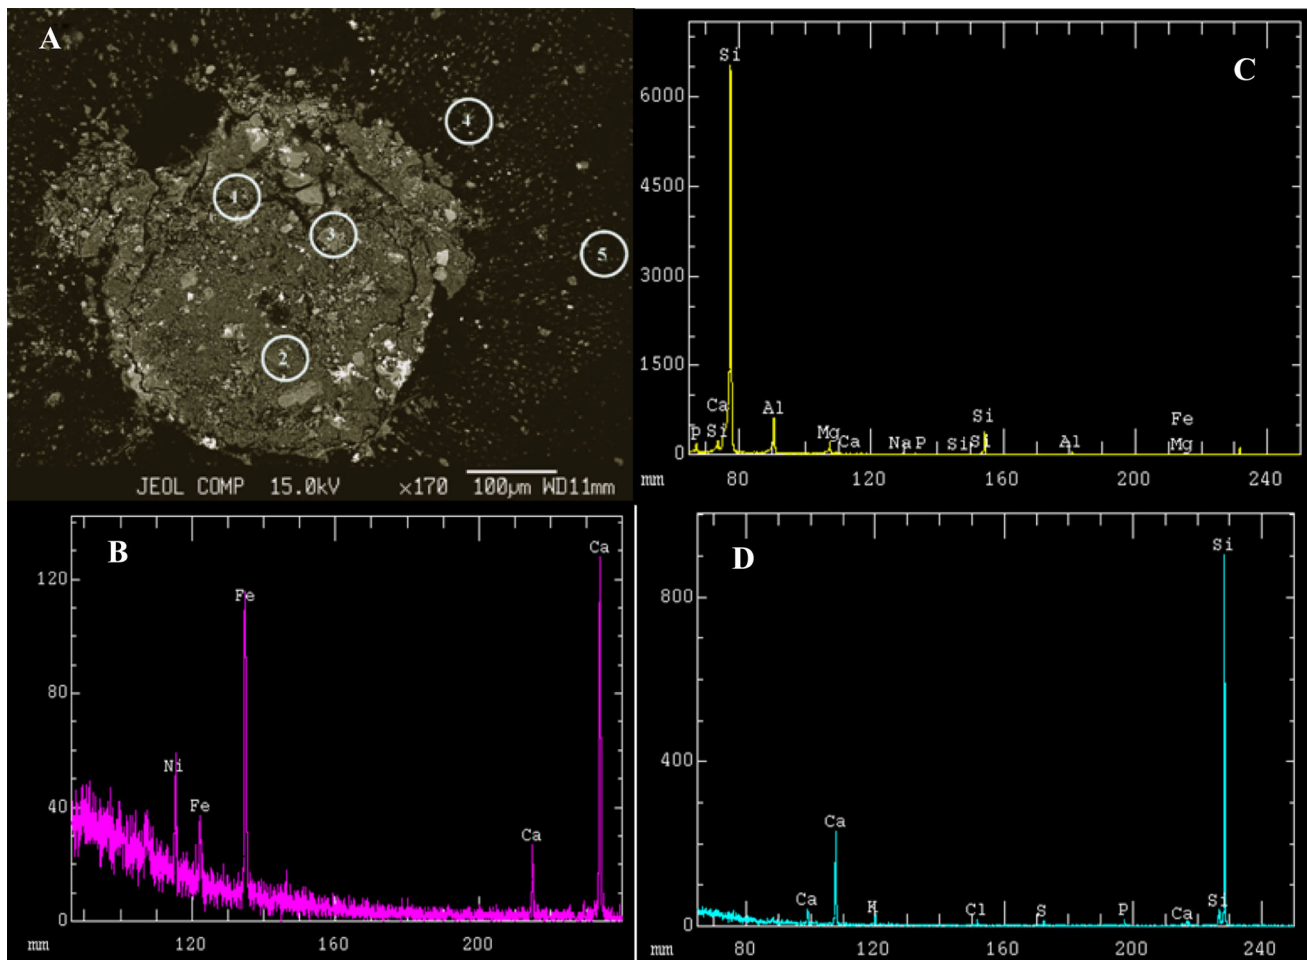 A
4
1
3
5
2
JEOL COMP 15.0kV ×170 100µm WD11mm
C
Si
6000
4500
3000
1500
0
Ca
P Si
Al
Mg
Ca
Na P
Si Si
Si
Al
Fe
Mg
mm 80 120 160 200 240
B
120
80
40
0
Ni
Fe
Fe
Ca
Ca
mm 120 160 200
D
800
400
0
Ca
Ca
K
Cl
S
P
Ca
Si
Si
mm 80 120 160 200 240